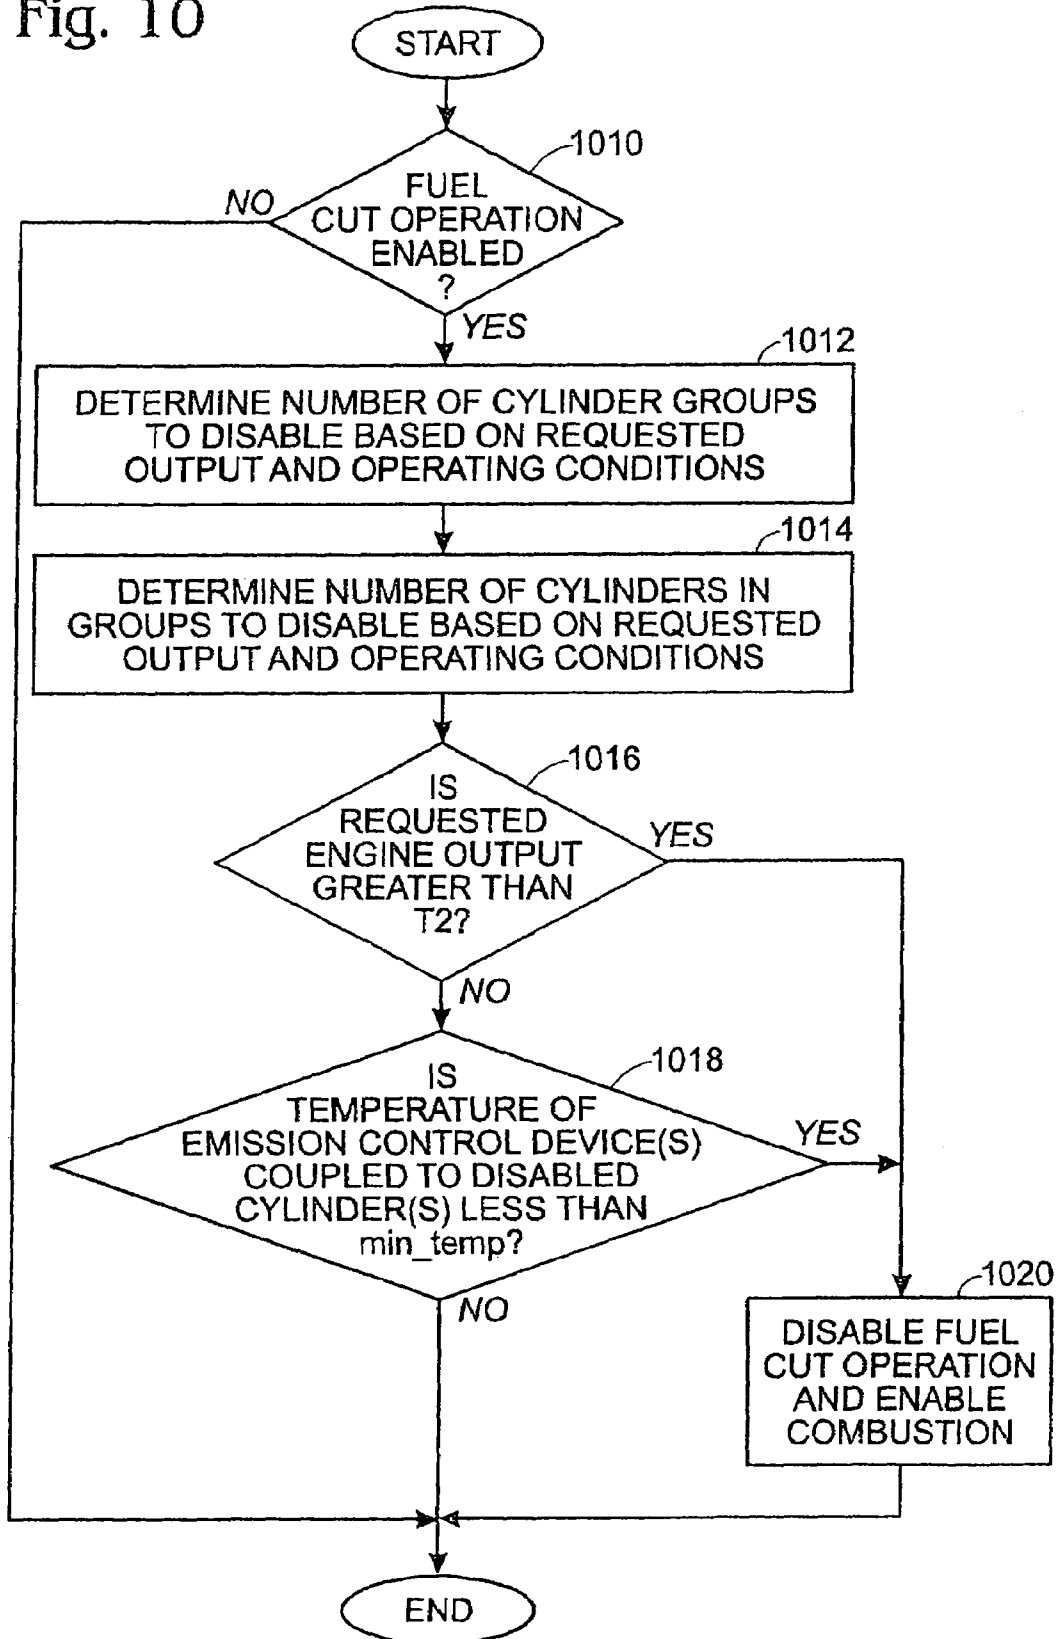 Fig. 10
START
1010
FUEL
CUT OPERATION
ENABLED
?
NO
YES
1012
DETERMINE NUMBER OF CYLINDER GROUPS
TO DISABLE BASED ON REQUESTED
OUTPUT AND OPERATING CONDITIONS
1014
DETERMINE NUMBER OF CYLINDERS IN
GROUPS TO DISABLE BASED ON REQUESTED
OUTPUT AND OPERATING CONDITIONS
1016
IS
REQUESTED
ENGINE OUTPUT
GREATER THAN
T2?
YES
NO
1018
IS
TEMPERATURE OF
EMISSION CONTROL DEVICE(S)
COUPLED TO DISABLED
CYLINDER(S) LESS THAN
min_temp?
YES
NO
1020
DISABLE FUEL
CUT OPERATION
AND ENABLE
COMBUSTION
END